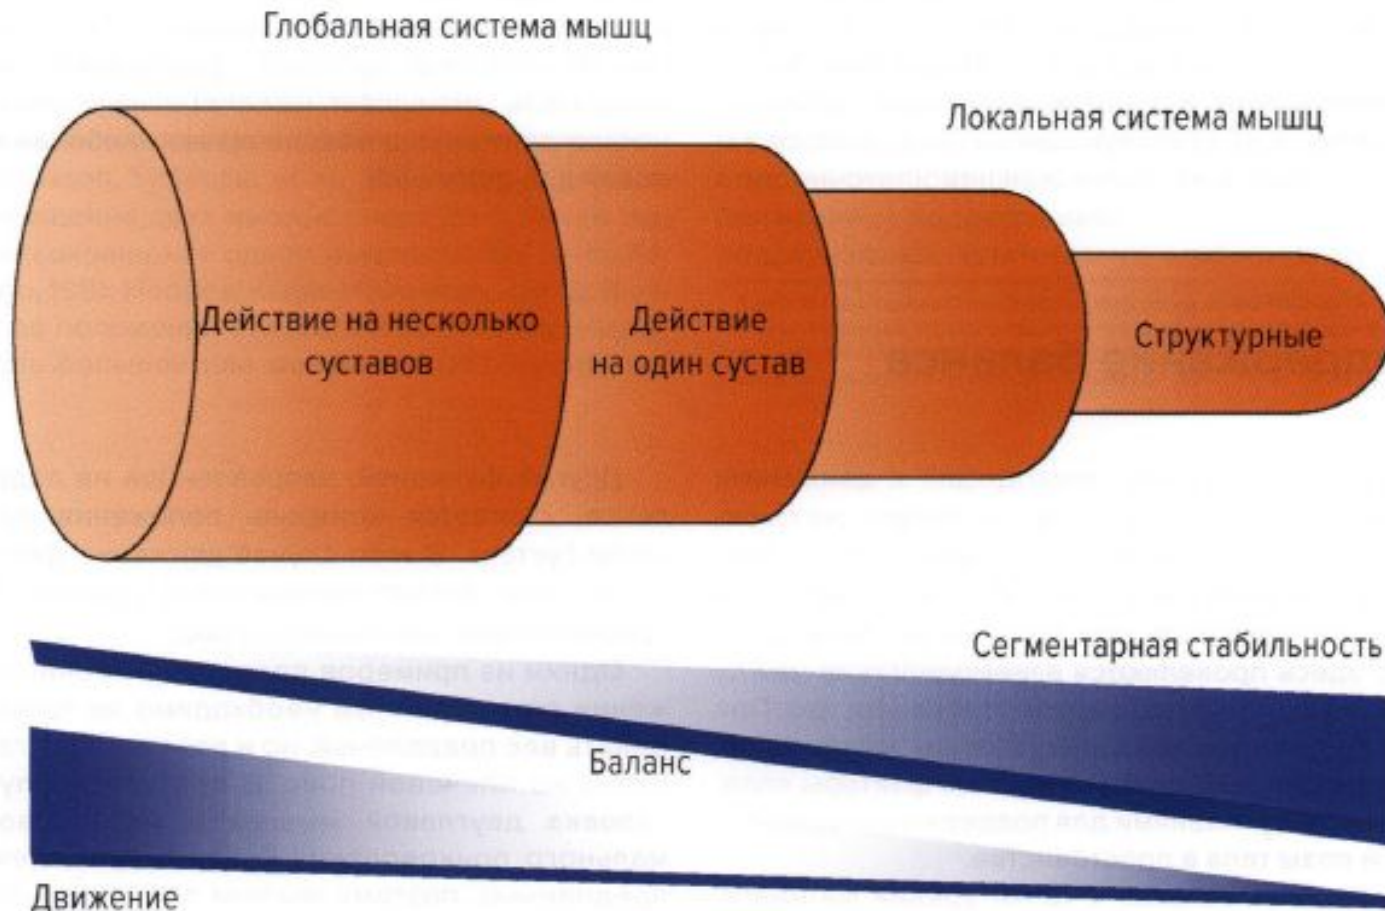 Глобальная система мышц
Локальная система мышц
Действие на несколько
суставов
Действие
на один сустав
Структурные
Сегментарная стабильность
Баланс
Движение